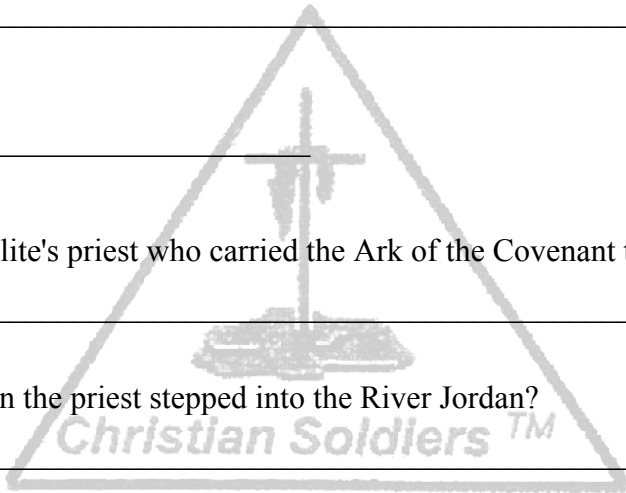 lite's priest who carried the Ark of the Covenant
n the priest stepped into the River Jordan?
Christian Soldiers ™